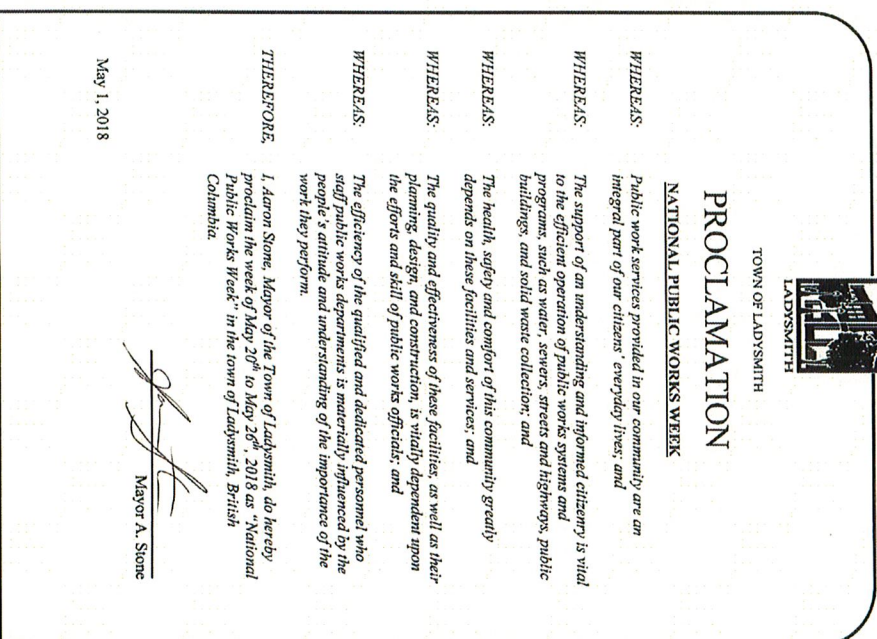 LADYSMITH
TOWN OF LADYSMITH
PROCLAMATION
NATIONAL PUBLIC WORKS WEEK
WHEREAS: Public work services provided in our community are an
integral part of our citizens' everyday lives; and
WHEREAS: The support of an understanding and informed citizenry is vital
to the efficient operation of public works systems and
programs, such as water, sewers, streets and highways, public
buildings, and solid waste collection; and
WHEREAS: The health, safety and comfort of this community greatly
depends on these facilities and services; and
WHEREAS: The quality and effectiveness of these facilities, as well as their
planning, design, and construction, is vitally dependent upon
the efforts and skill of public works officials; and
WHEREAS: The efficiency of the qualified and dedicated personnel who
staff public works departments is materially influenced by the
people's attitude and understanding of the importance of the
work they perform.
THEREFORE, I, Aaron Stone, Mayor of the Town of Ladysmith, do hereby
proclaim the week of May 20th to May 26th, 2018 as "National
Public Works Week" in the town of Ladysmith, British
Columbia.
Mayor A. Stone
May 1, 2018